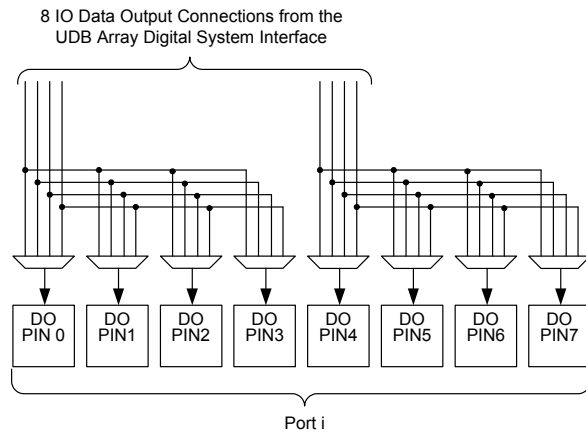 8 IO Data Output Connections from the
UDB Array Digital System Interface
DO DO DO DO DO DO DO DO
PIN 0 PIN1 PIN2 PIN3 PIN4 PIN5 PIN6 PIN7
Port i